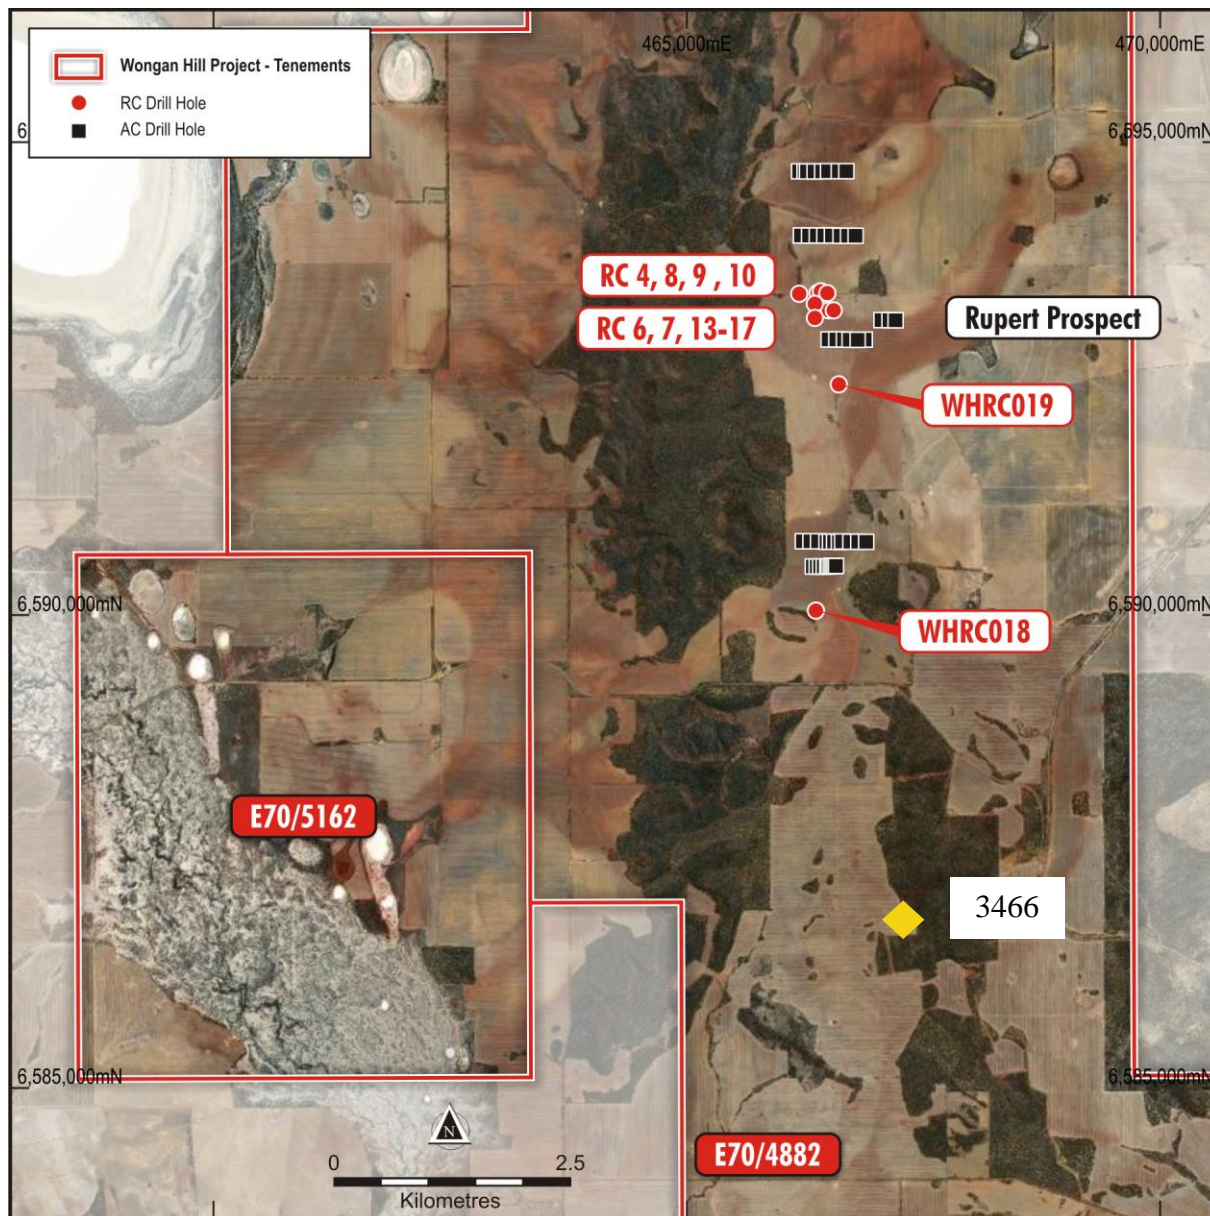 465,000mE
470,000mE
Wongan Hill Project - Tenements
RC Drill Hole
AC Drill Hole
6
6,595,000mN
RC 4, 8, 9 , 10
RC 6, 7, 13-17
Rupert Prospect
WHRC019
6,590,000mN
6,590,000mN
WHRC018
E70/5162
3466
6,585,000mN
6,585,000mN
N
0
2.5
Kilometres
E70/4882